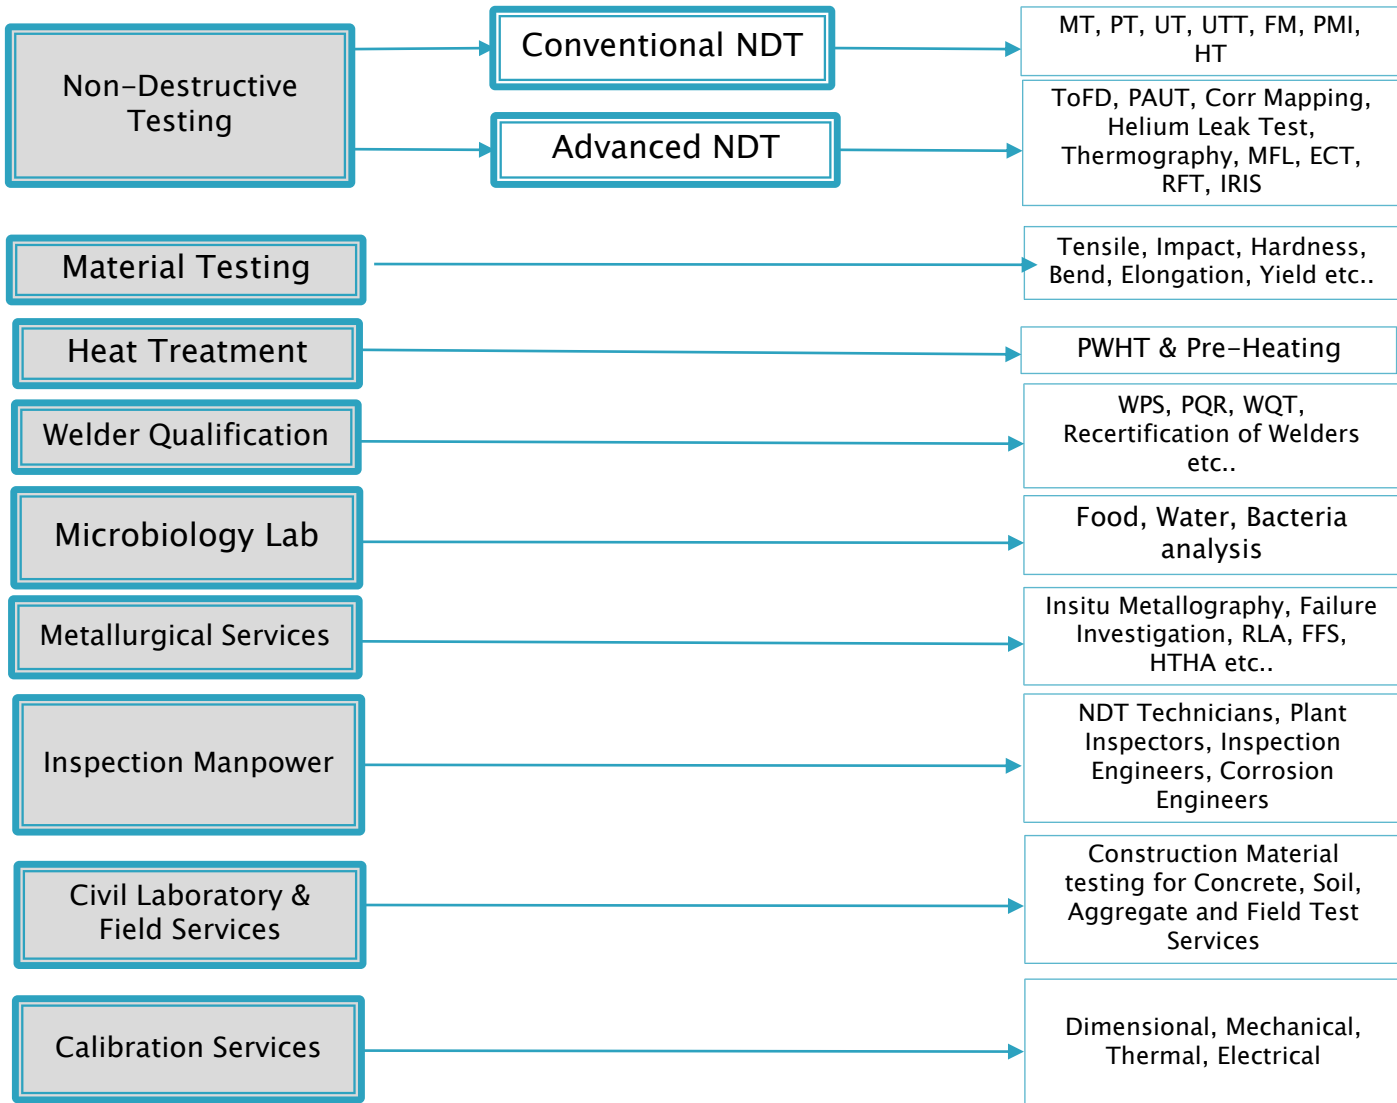 Non-Destructive
Testing
Conventional NDT
MT, PT, UT, UTT, FM, PMI,
HT
Advanced NDT
ToFD, PAUT, Corr Mapping,
Helium Leak Test,
Thermography, MFL, ECT,
RFT, IRIS
Material Testing
Tensile, Impact, Hardness,
Bend, Elongation, Yield etc..
Heat Treatment
PWHT & Pre-Heating
Welder Qualification
WPS, PQR, WQT,
Recertification of Welders
etc..
Microbiology Lab
Food, Water, Bacteria
analysis
Metallurgical Services
Insitu Metallography, Failure
Investigation, RLA, FFS,
HTHA etc..
Inspection Manpower
NDT Technicians, Plant
Inspectors, Inspection
Engineers, Corrosion
Engineers
Civil Laboratory &
Field Services
Construction Material
testing for Concrete, Soil,
Aggregate and Field Test
Services
Calibration Services
Dimensional, Mechanical,
Thermal, Electrical